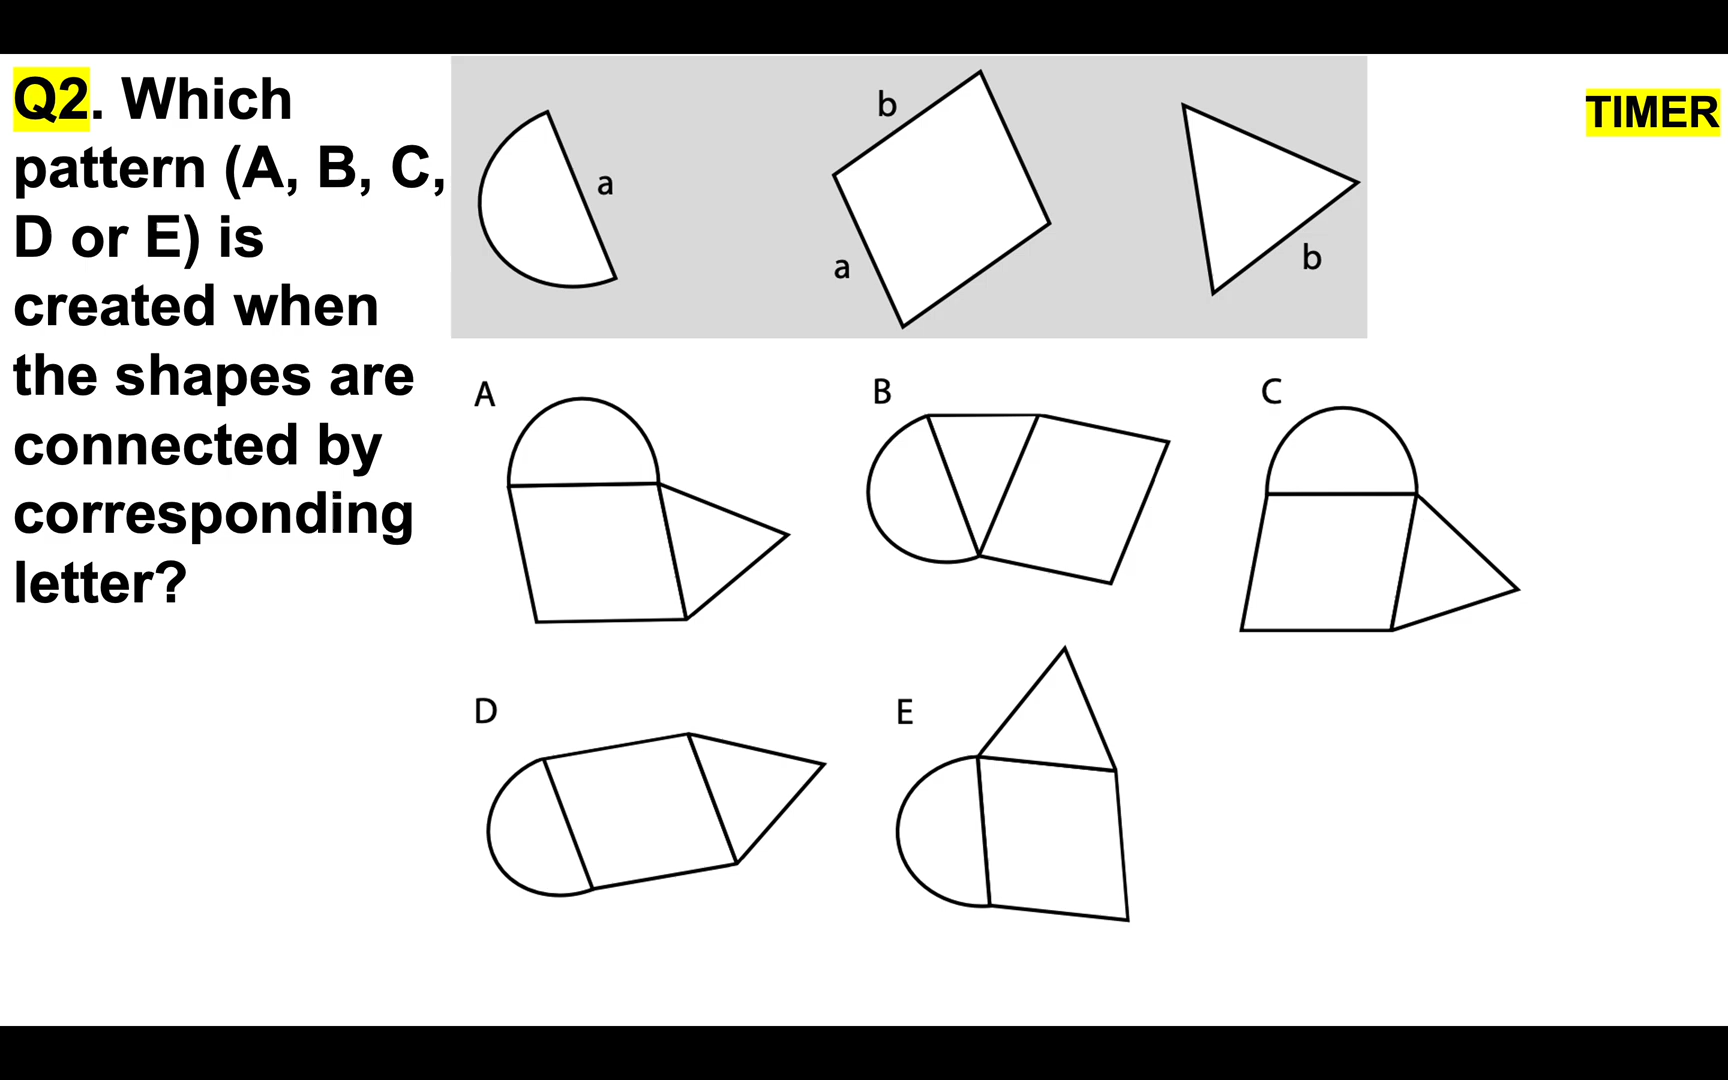 Q2. Which
pattern (A, B, C,
D or E) is
created when
the shapes are
connected by
corresponding
letter?
TIMER
a
b
a
b
A
B
C
D
E